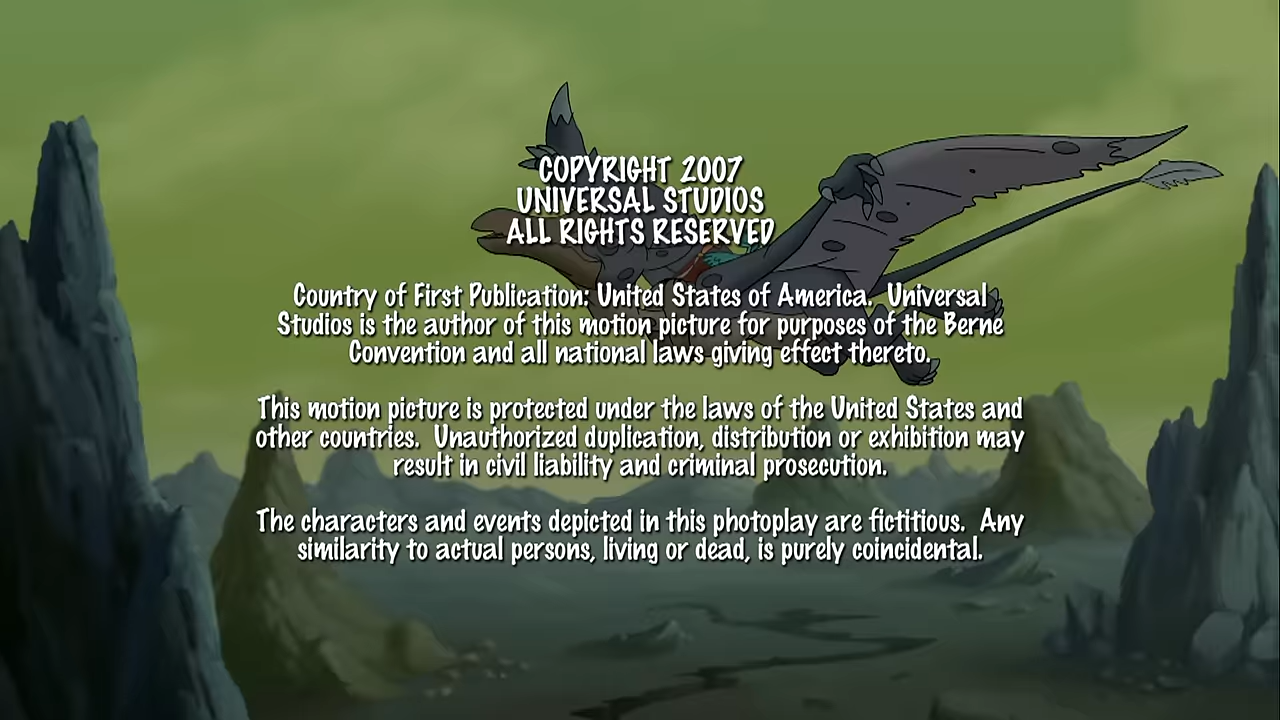 COPYRIGHT 2007
UNIVERSAL STUDIOS
ALL RIGHTS RESERVED
Country of First Publication: United States of America.  Universal
Studios is the author of this motion picture for purposes of the Berne
Convention and all national laws giving effect thereto.
This motion picture is protected under the laws of the United States and
other countries.  Unauthorized duplication, distribution or exhibition may
result in civil liability and criminal prosecution.
The characters and events depicted in this photoplay are fictitious.  Any
similarity to actual persons, living or dead, is purely coincidental.